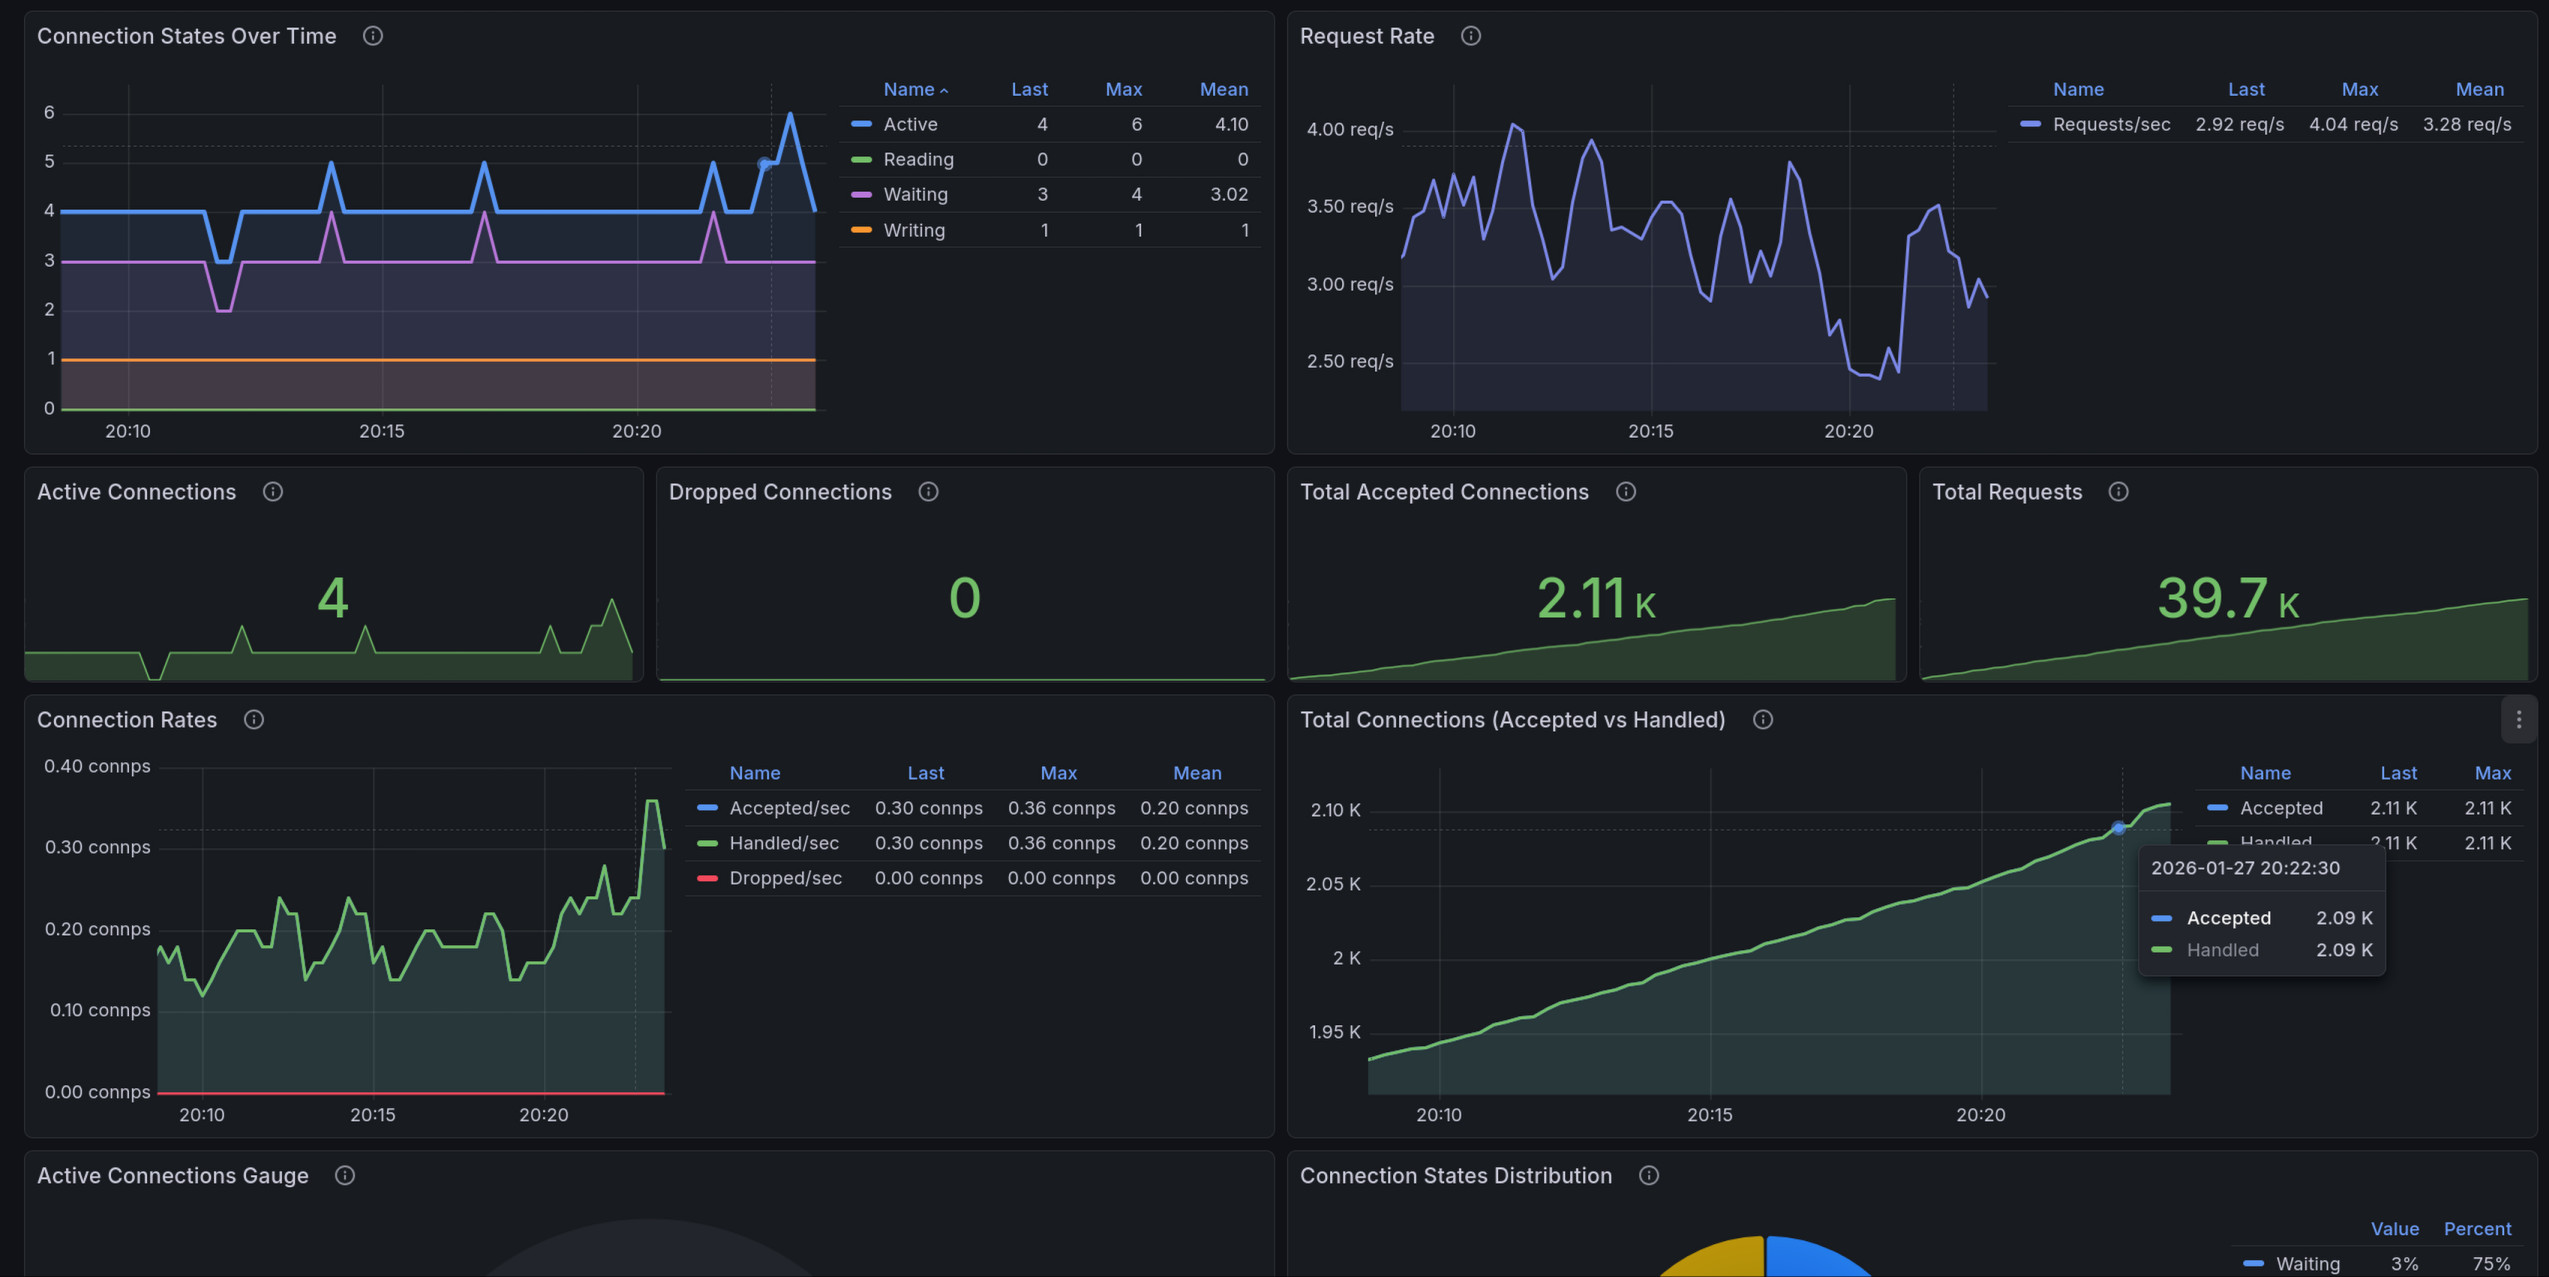 Connection States Over Time
6
5
4
3
2
1
0
20:10 20:15 20:20
Name Last Max Mean
Active 4 6 4.10
Reading 0 0 0
Waiting 3 4 3.02
Writing 1 1 1
Request Rate
4.00 req/s
3.50 req/s
3.00 req/s
2.50 req/s
20:10 20:15 20:20
Name Last Max Mean
Requests/sec 2.92 req/s 4.04 req/s 3.28 req/s
Active Connections
4
Dropped Connections
0
Total Accepted Connections
2.11 K
Total Requests
39.7 K
Connection Rates
0.40 connps
0.30 connps
0.20 connps
0.10 connps
0.00 connps
20:10 20:15 20:20
Name Last Max Mean
Accepted/sec 0.30 connps 0.36 connps 0.20 connps
Handled/sec 0.30 connps 0.36 connps 0.20 connps
Dropped/sec 0.00 connps 0.00 connps 0.00 connps
Total Connections (Accepted vs Handled)
2.10 K
2.05 K
2 K
1.95 K
20:10 20:15 20:20
Name Last Max
Accepted 2.11 K 2.11 K
Handled 2.11 K 2.11 K
2026-01-27 20:22:30
Accepted 2.09 K
Handled 2.09 K
Active Connections Gauge
Connection States Distribution
Value Percent
Waiting 3% 75%